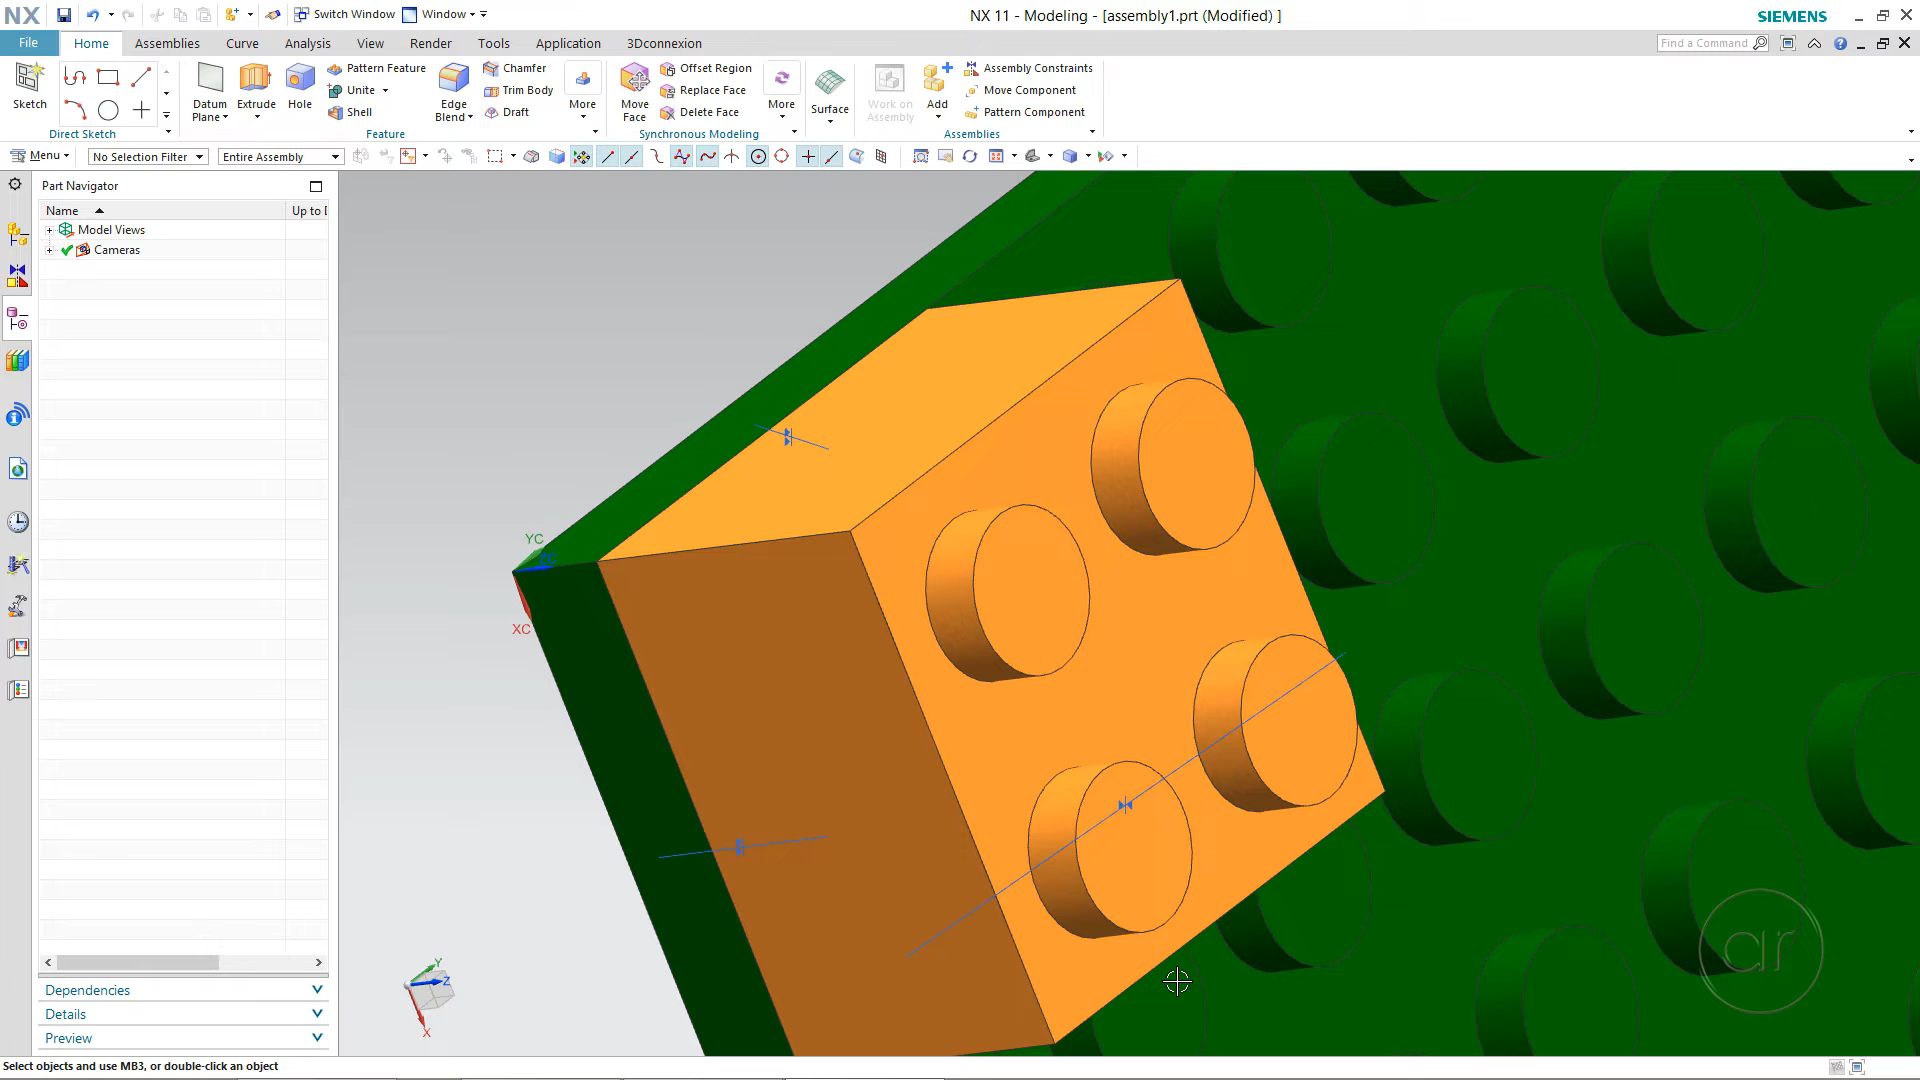 NX
Switch Window
Window
NX 11 - Modeling - [assembly1.prt (Modified) ]
SIEMENS
File
Home
Assemblies
Curve
Analysis
View
Render
Tools
Application
3Dconnexion
Find a Command
Sketch
Direct Sketch
Datum
Plane
Extrude
Hole
Pattern Feature
Unite
Shell
Edge
Blend
Chamfer
Trim Body
Draft
More
Feature
Move
Face
Offset Region
Replace Face
Delete Face
More
Synchronous Modeling
Surface
Work on
Assembly
Add
Assembly Constraints
Move Component
Pattern Component
Assemblies
Menu
No Selection Filter
Entire Assembly
Part Navigator
Name
Up to
Model Views
Cameras
Dependencies
Details
Preview
YC
ZC
XC
Y
Z
X
ar
Select objects and use MB3, or double-click an object